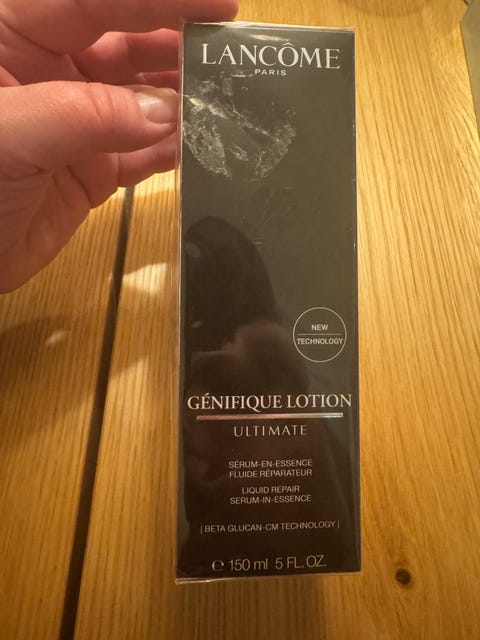 LANCÔME
PARIS
NEW
TECHNOLOGY
GÉNIFIQUE LOTION
ULTIMATE
SÉRUM-EN-ESSENCE
FLUIDE RÉPARATEUR
LIQUID REPAIR
SERUM-IN-ESSENCE
| BETA GLUCAN-CM TECHNOLOGY |
℮ 150 ml 5 FL. OZ.